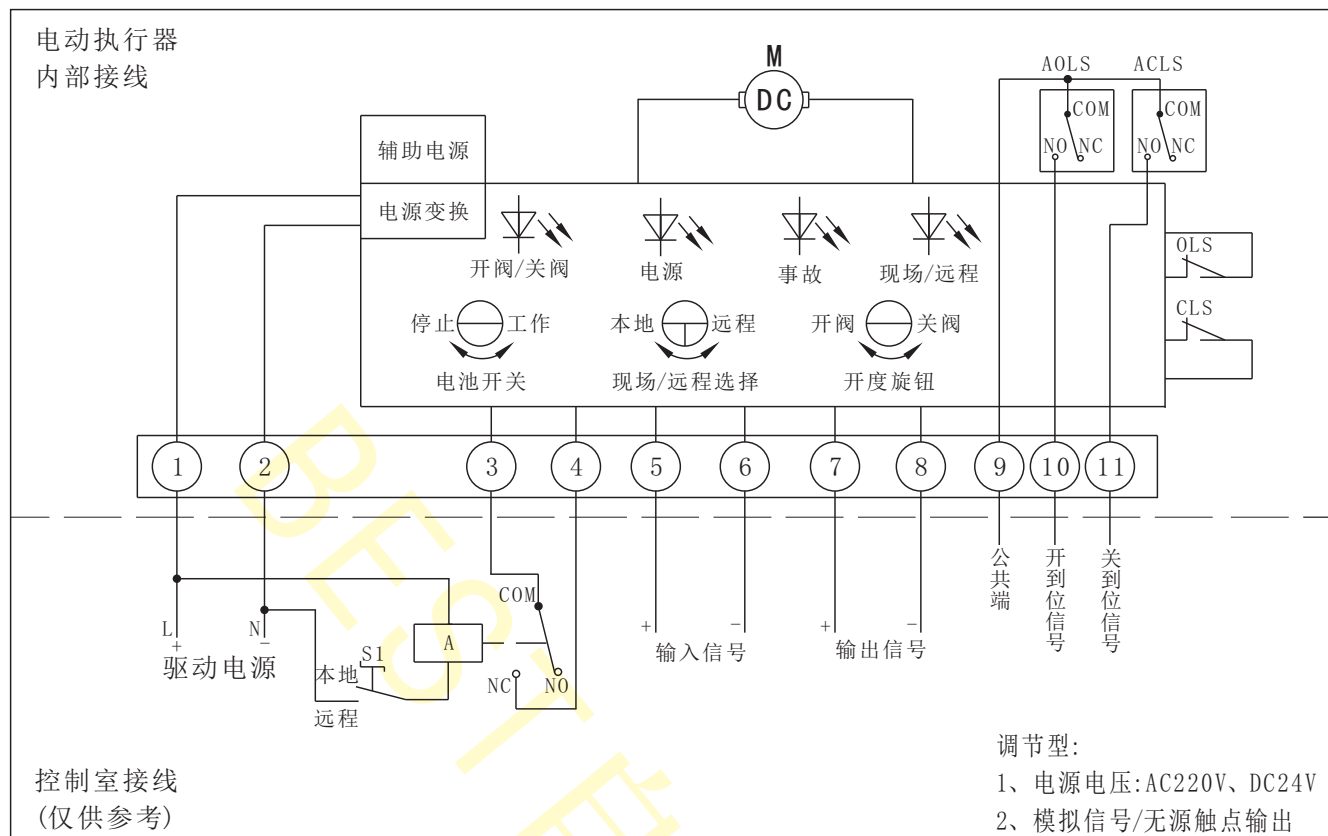 电动执行器
内部接线
M
DC
AOLS
ACLS
COM
NO
NC
COM
NO
NC
辅助电源
电源变换
开阀/关阀
电源
事故
现场/远程
OLS
CLS
停止
工作
电池开关
本地
远程
现场/远程选择
开阀
关阀
开度旋钮
1
2
3
4
5
6
7
8
9
10
11
公共端
开到位信号
关到位信号
L
+
N
-
驱动电源
S1
本地
远程
A
COM
NC
NO
+
-
输入信号
+
-
输出信号
控制室接线
(仅供参考)
调节型:
1、电源电压:AC220V、DC24V
2、模拟信号/无源触点输出